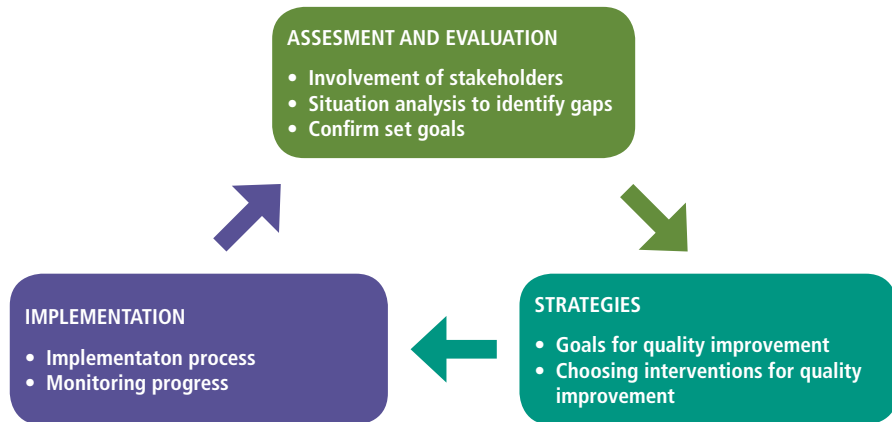 ASSESMENT AND EVALUATION
• Involvement of stakeholders
• Situation analysis to identify gaps
• Confirm set goals
IMPLEMENTATION
• Implementaton process
• Monitoring progress
STRATEGIES
• Goals for quality improvement
• Choosing interventions for quality
improvement